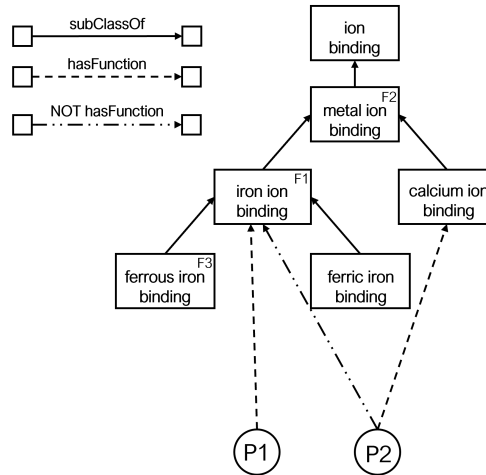 subClassOf
hasFunction
NOT hasFunction
ion
binding
F2
metal ion
binding
F1
iron ion
binding
calcium ion
binding
F3
ferrous iron
binding
ferric iron
binding
P1
P2